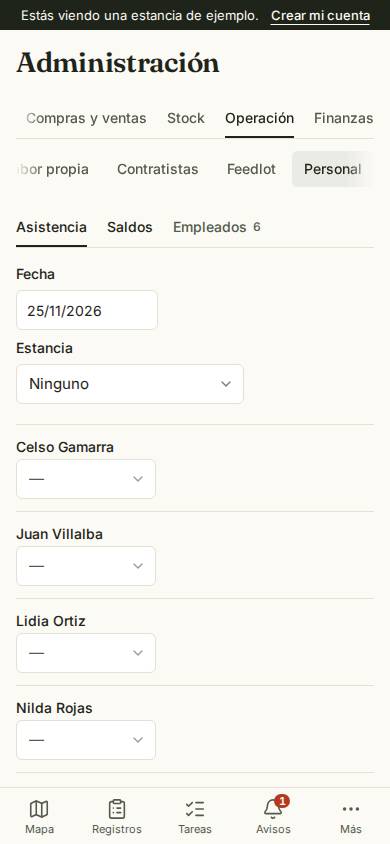 Estás viendo una estancia de ejemplo. Crear mi cuenta
Administración
Compras y ventas Stock Operación Finanzas
bor propia Contratistas Feedlot Personal
Asistencia Saldos Empleados 6
Fecha
25/11/2026
Estancia
Ninguno
Celso Gamarra
—
Juan Villalba
—
Lidia Ortiz
—
Nilda Rojas
—
1
Mapa Registros Tareas Avisos Más